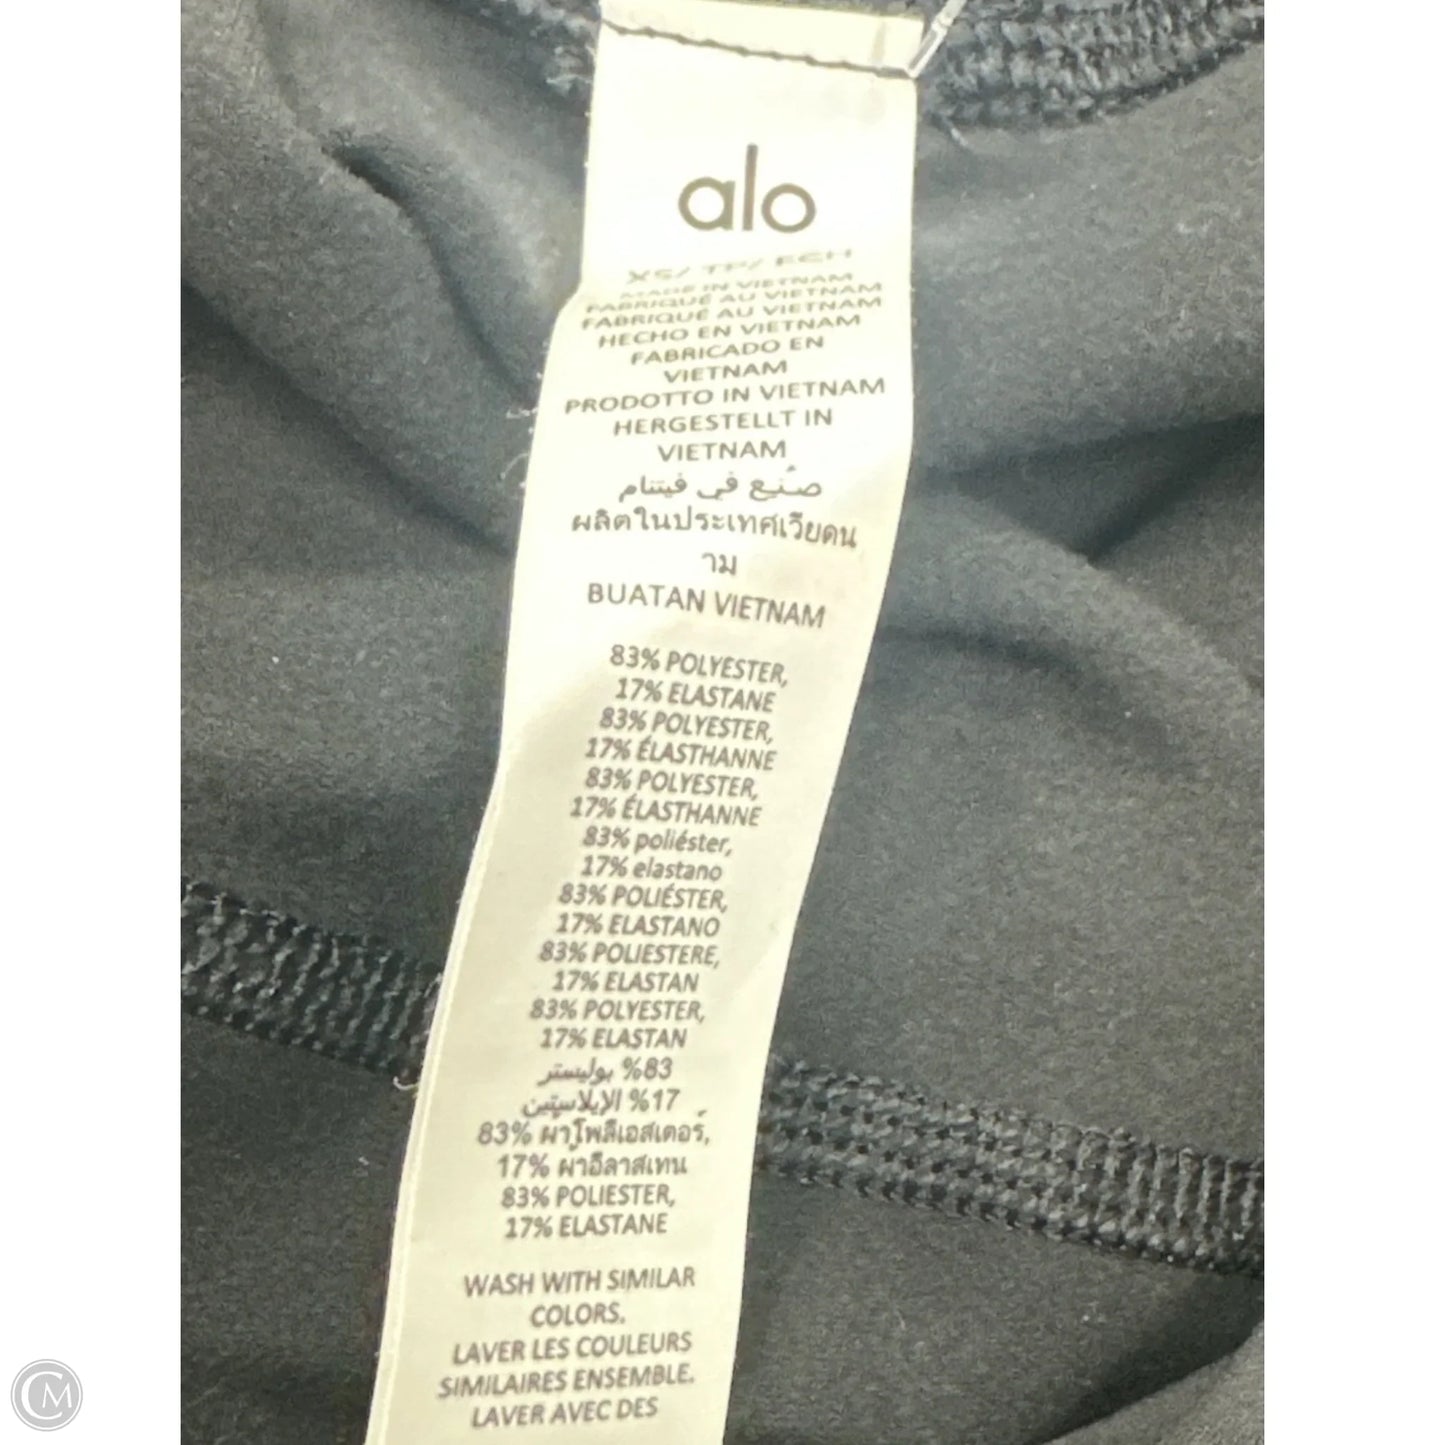 alo
XS/ TP/ ECH
MADE IN VIETNAM
FABRIQUÉ AU VIETNAM
FABRIQUÉ AU VIETNAM
HECHO EN VIETNAM
FABRICADO EN
VIETNAM
PRODOTTO IN VIETNAM
HERGESTELLT IN
VIETNAM
صُنع في فيتنام
ผลิตในประเทศเวียดน
าม
BUATAN VIETNAM
83% POLYESTER,
17% ELASTANE
83% POLYESTER,
17% ÉLASTHANNE
83% POLYESTER,
17% ÉLASTHANNE
83% poliéster,
17% elastano
83% POLIÉSTER,
17% ELASTANO
83% POLIESTERE,
17% ELASTAN
83% POLYESTER,
17% ELASTAN
83% بوليستر
17% الإيلاستين
83% ผ้าโพลีเอสเตอร์,
17% ผ้าอีลาสเทน
83% POLIESTER,
17% ELASTANE
WASH WITH SIMILAR
COLORS.
LAVER LES COULEURS
SIMILAIRES ENSEMBLE.
LAVER AVEC DES
CM